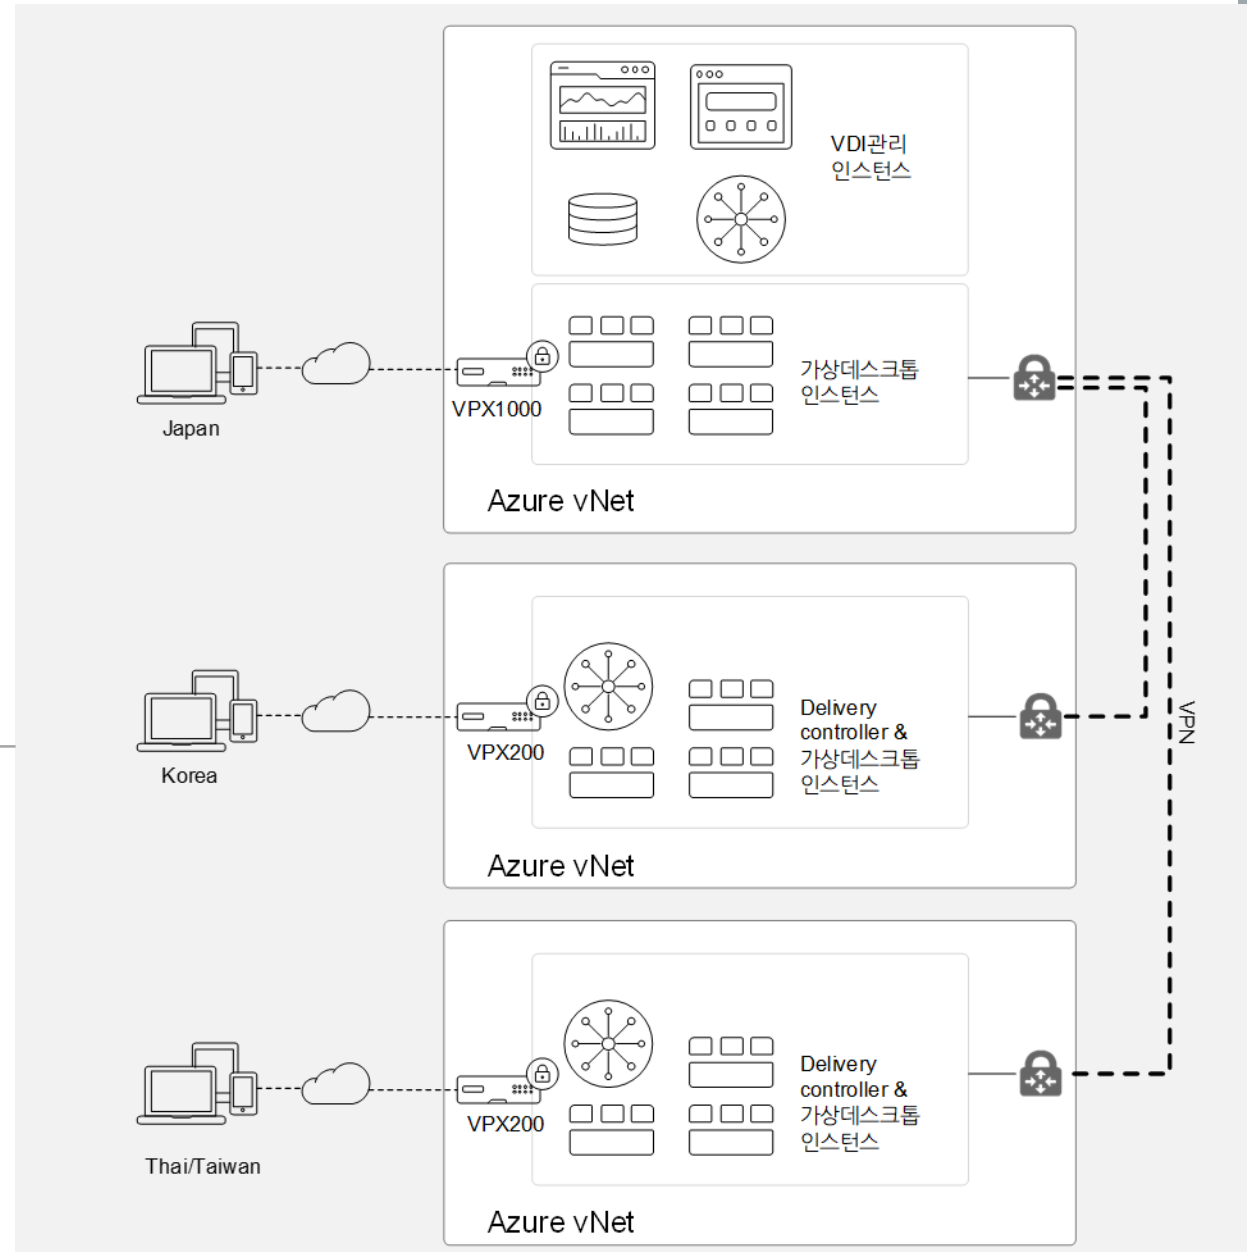 VDI관리
인스턴스
가상데스크톱
인스턴스
VPX1000
Japan
Azure vNet
Delivery
controller &
가상데스크톱
인스턴스
VPX200
Korea
Azure vNet
VPN
Delivery
controller &
가상데스크톱
인스턴스
VPX200
Thai/Taiwan
Azure vNet